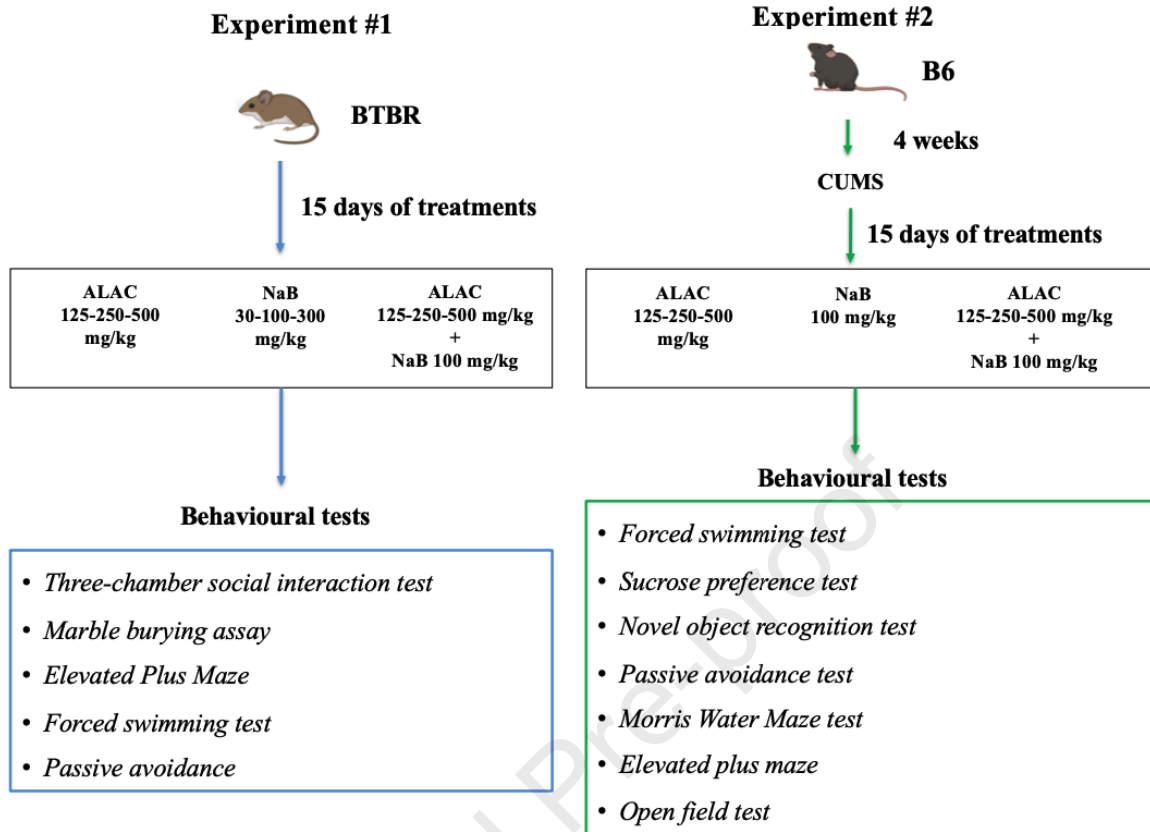 Experiment #1
BTBR
15 days of treatments
ALAC
125-250-500
mg/kg
NaB
30-100-300
mg/kg
ALAC
125-250-500 mg/kg
+
NaB 100 mg/kg
Behavioural tests
• Three-chamber social interaction test
• Marble burying assay
• Elevated Plus Maze
• Forced swimming test
• Passive avoidance
Experiment #2
B6
4 weeks
CUMS
15 days of treatments
ALAC
125-250-500
mg/kg
NaB
100 mg/kg
ALAC
125-250-500 mg/kg
+
NaB 100 mg/kg
Behavioural tests
• Forced swimming test
• Sucrose preference test
• Novel object recognition test
• Passive avoidance test
• Morris Water Maze test
• Elevated plus maze
• Open field test
Pre-proof